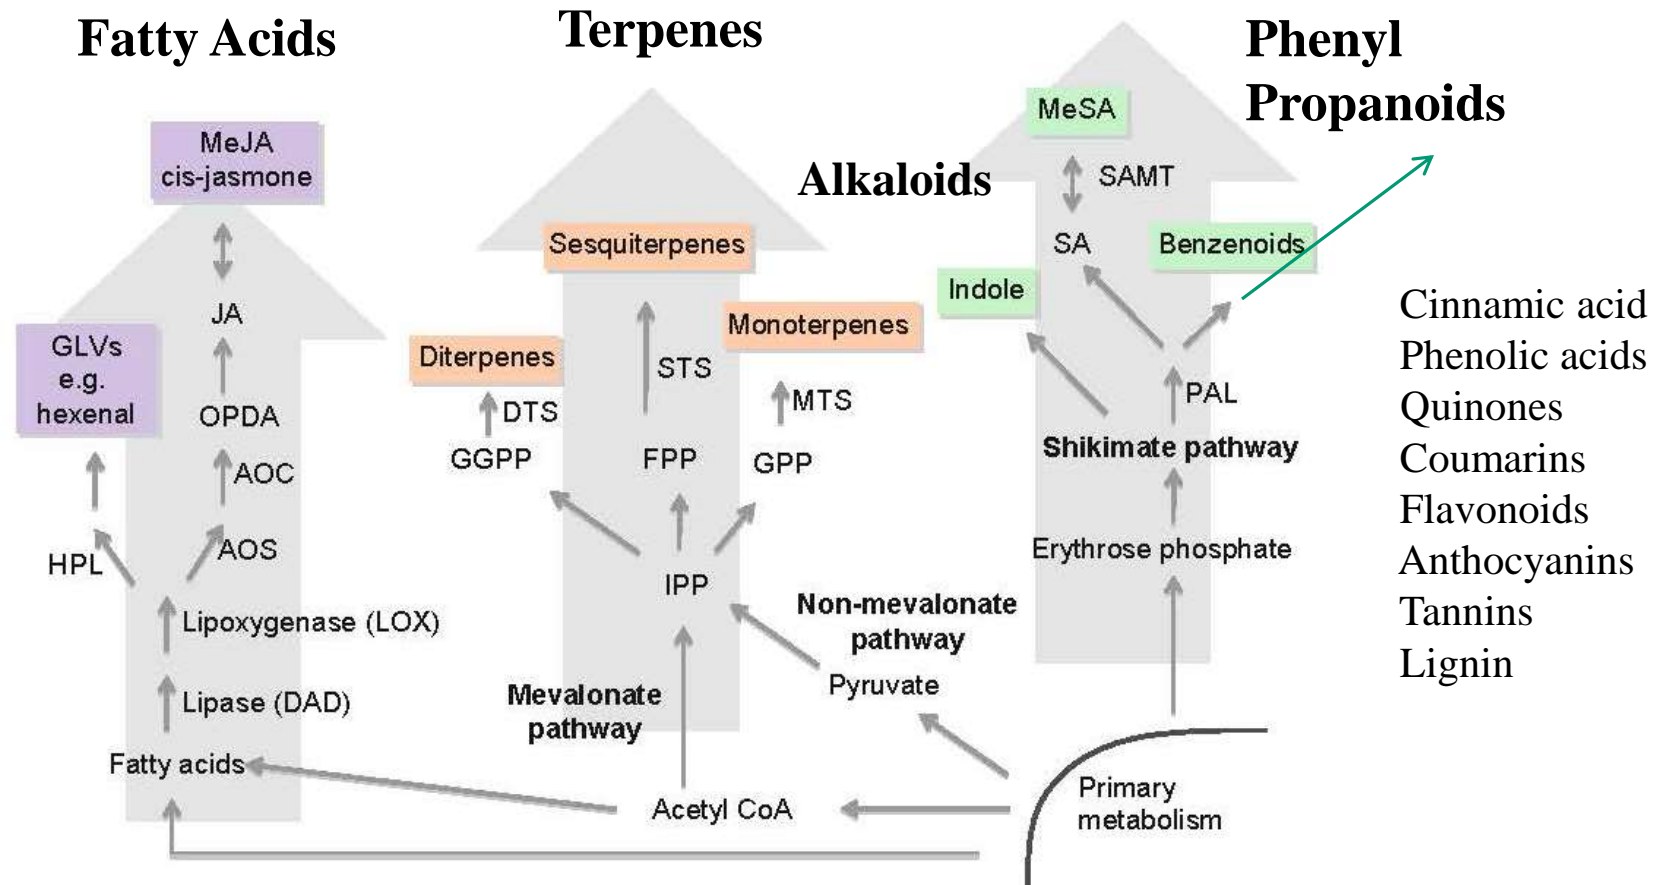 Fatty Acids
Terpenes
Phenyl
Propanoids
Alkaloids
MeJA
cis-jasmone
JA
GLVs
e.g.
hexenal
OPDA
AOC
AOS
HPL
Lipoxygenase (LOX)
Lipase (DAD)
Fatty acids
Sesquiterpenes
Monoterpenes
Diterpenes
STS
DTS
MTS
GGPP
FPP
GPP
IPP
Mevalonate
pathway
Non-mevalonate
pathway
Pyruvate
Acetyl CoA
MeSA
SAMT
SA
Benzenoids
Indole
PAL
Shikimate pathway
Erythrose phosphate
Primary
metabolism
Cinnamic acid
Phenolic acids
Quinones
Coumarins
Flavonoids
Anthocyanins
Tannins
Lignin